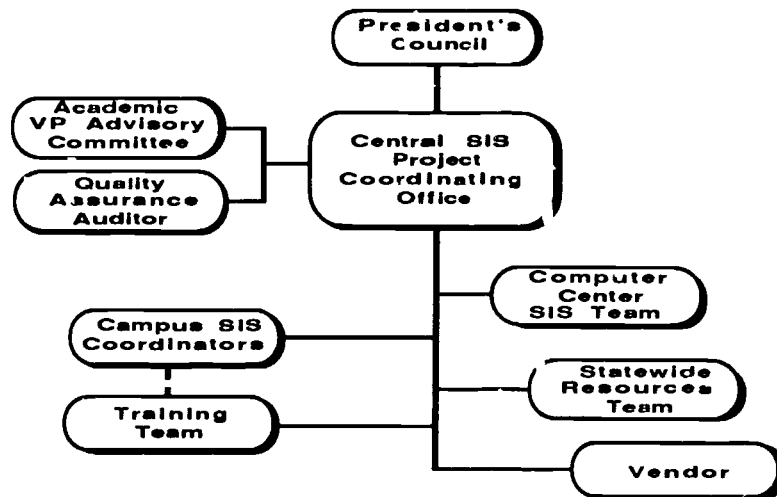 President's
Council
Academic
VP Advisory
Committee
Quality
Assurance
Auditor
Central SIS
Project
Coordinating
Office
Computer
Center
SIS Team
Campus SIS
Coordinators
Statewide
Resources
Team
Training
Team
Vendor